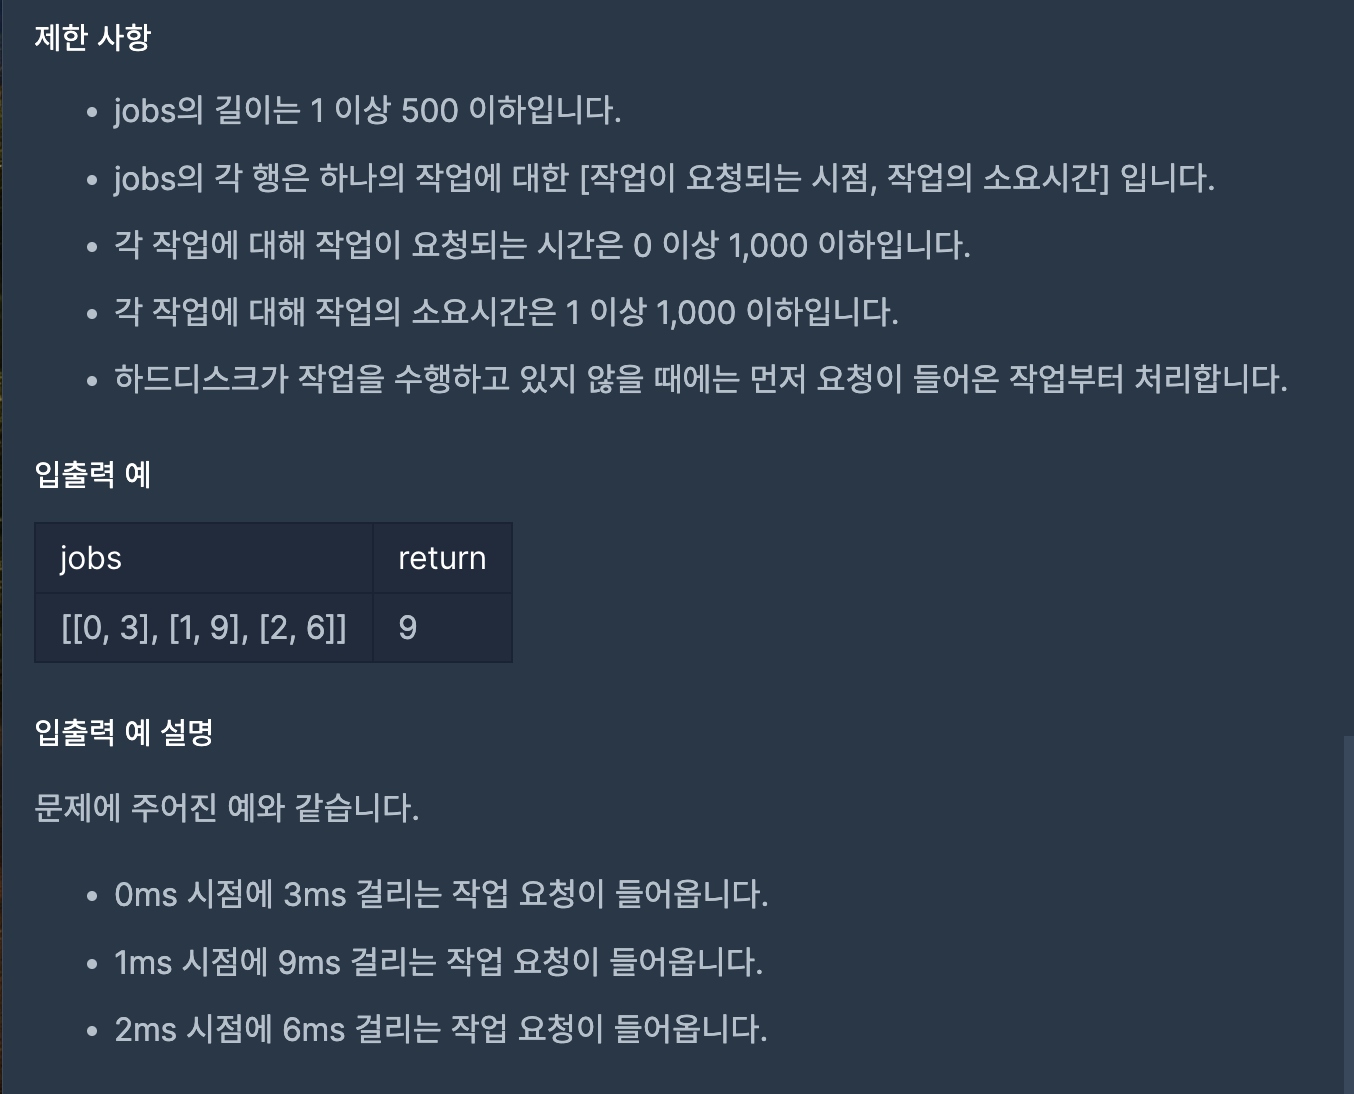 제한 사항
• jobs의 길이는 1 이상 500 이하입니다.
• jobs의 각 행은 하나의 작업에 대한 [작업이 요청되는 시점, 작업의 소요시간] 입니다.
• 각 작업에 대해 작업이 요청되는 시간은 0 이상 1,000 이하입니다.
• 각 작업에 대해 작업의 소요시간은 1 이상 1,000 이하입니다.
• 하드디스크가 작업을 수행하고 있지 않을 때에는 먼저 요청이 들어온 작업부터 처리합니다.
입출력 예
jobs return
[[0, 3], [1, 9], [2, 6]] 9
입출력 예 설명
문제에 주어진 예와 같습니다.
• 0ms 시점에 3ms 걸리는 작업 요청이 들어옵니다.
• 1ms 시점에 9ms 걸리는 작업 요청이 들어옵니다.
• 2ms 시점에 6ms 걸리는 작업 요청이 들어옵니다.